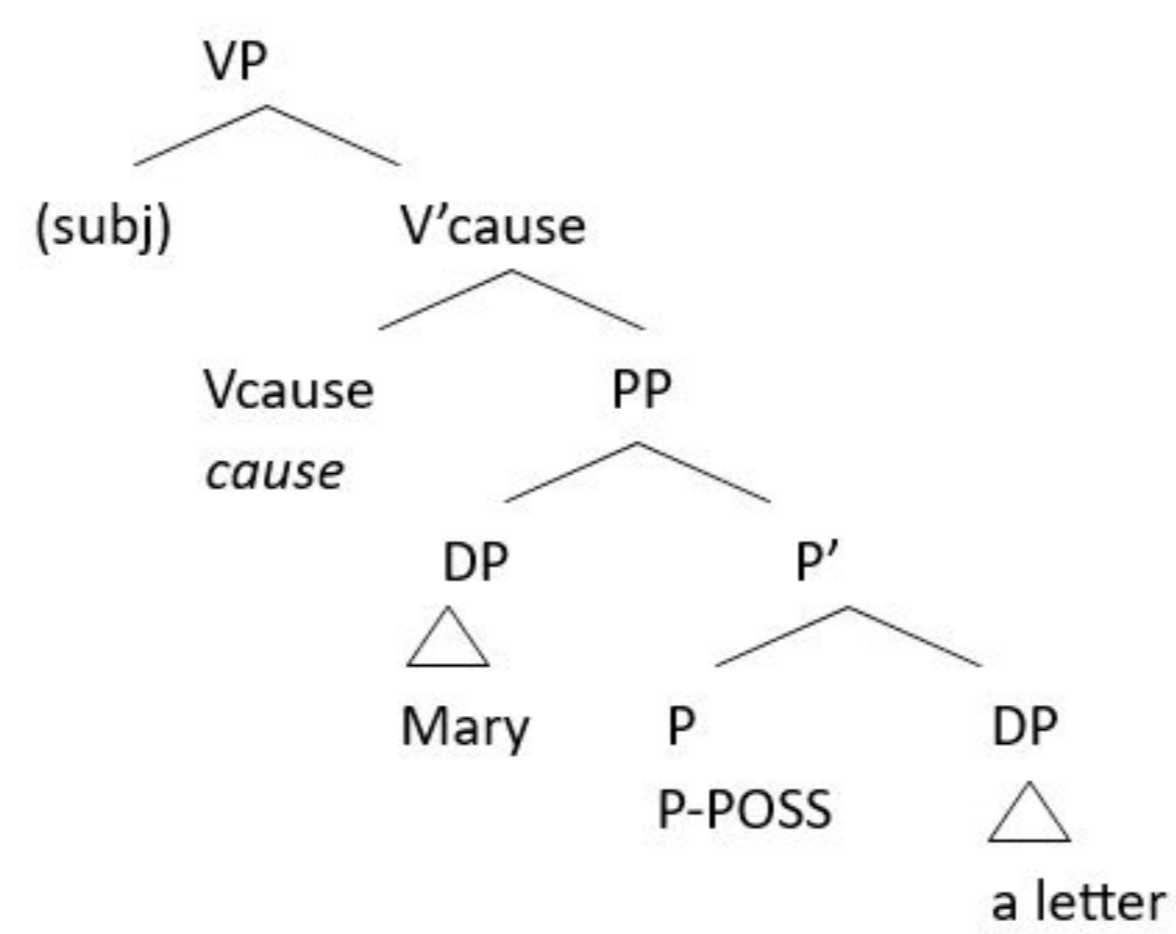 VP
(subj) V’cause
Vcause PP
cause
DP P’
Mary P DP
P-POSS
a letter